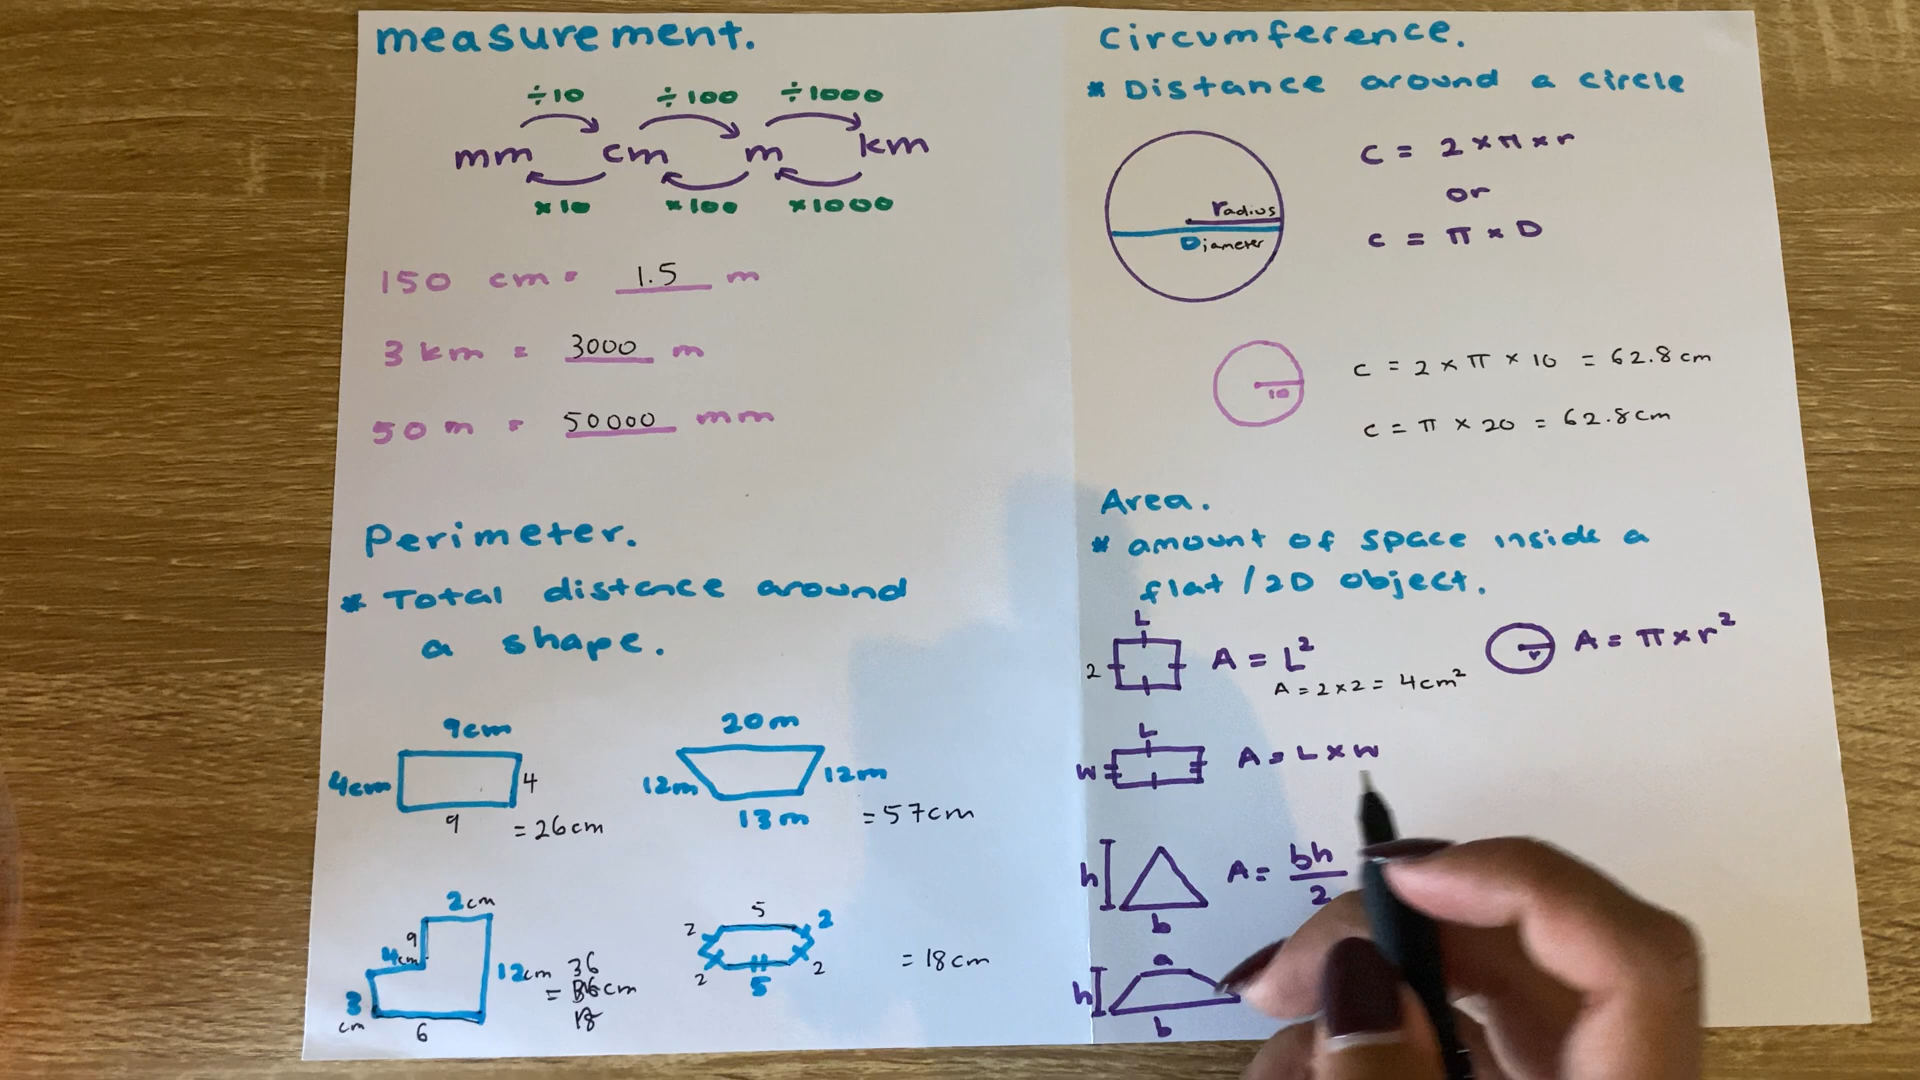 measurement.
÷10 ÷100 ÷1000
mm cm m km
×10 ×100 ×1000
150 cm = 1.5 m
3 km = 3000 m
50 m = 50000 mm
Perimeter.
* Total distance around
a shape.
9cm
4cm 4
9
= 26cm
20m
12m 12m
13m
= 57cm
2cm
9
4cm
12cm
3
cm
6
36
= 36cm
18
5
2 2
2 2
5
= 18cm
circumference.
* Distance around a circle
radius
Diameter
C = 2 × π × r
or
C = π × D
10
C = 2 × π × 10 = 62.8cm
C = π × 20 = 62.8cm
Area.
* amount of space inside a
flat / 2D object.
L
2
A = L²
A = 2 × 2 = 4cm²
r
A = π × r²
L
W
A = L × W
h
b
A = bh
2
a
h
b